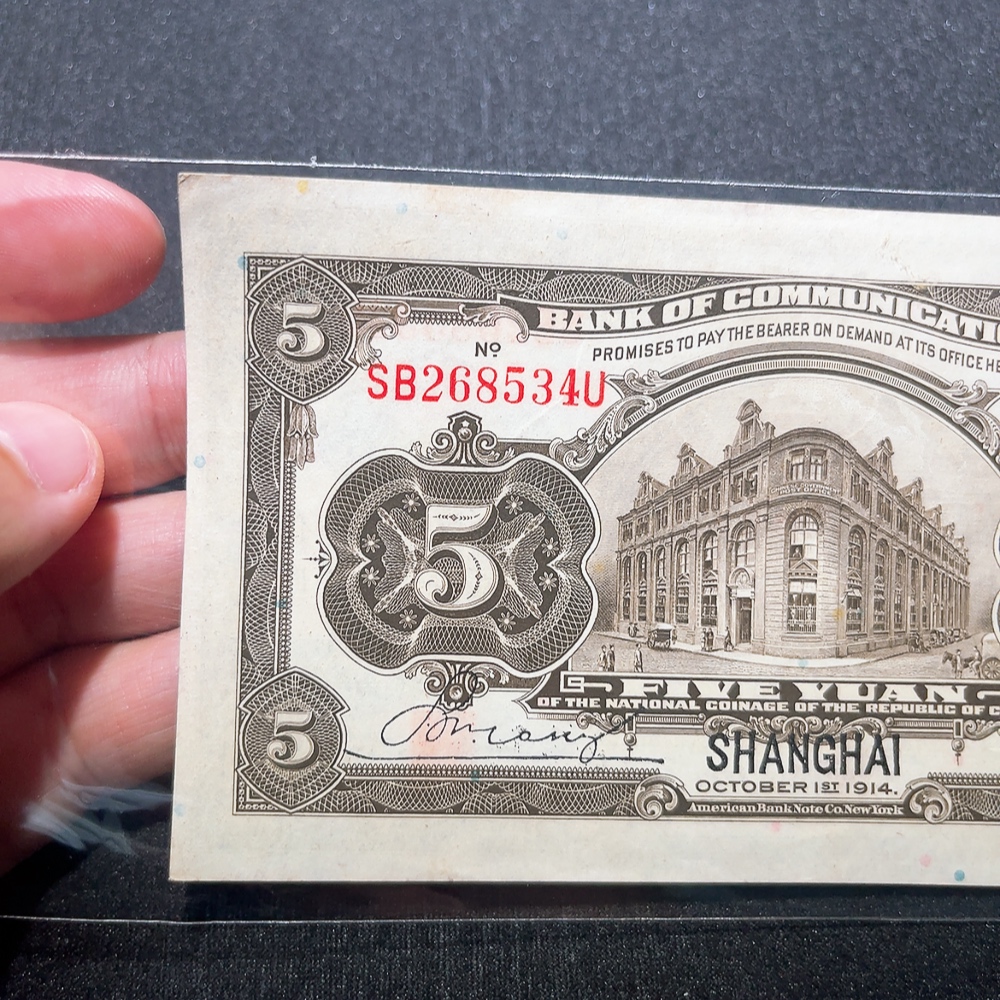 5
BANK OF COMMUNICATI
PROMISES TO PAY THE BEARER ON DEMAND AT ITS OFFICE HE
Nº
SB268534U
5
FIVE YUAN
OF THE NATIONAL COINAGE OF THE REPUBLIC OF
5
SHANGHAI
OCTOBER 1ST 1914.
American Bank Note Co. New York